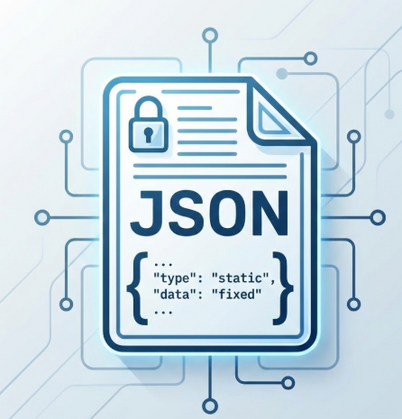 JSON
{
...
"type": "static",
"data": "fixed"
...
}